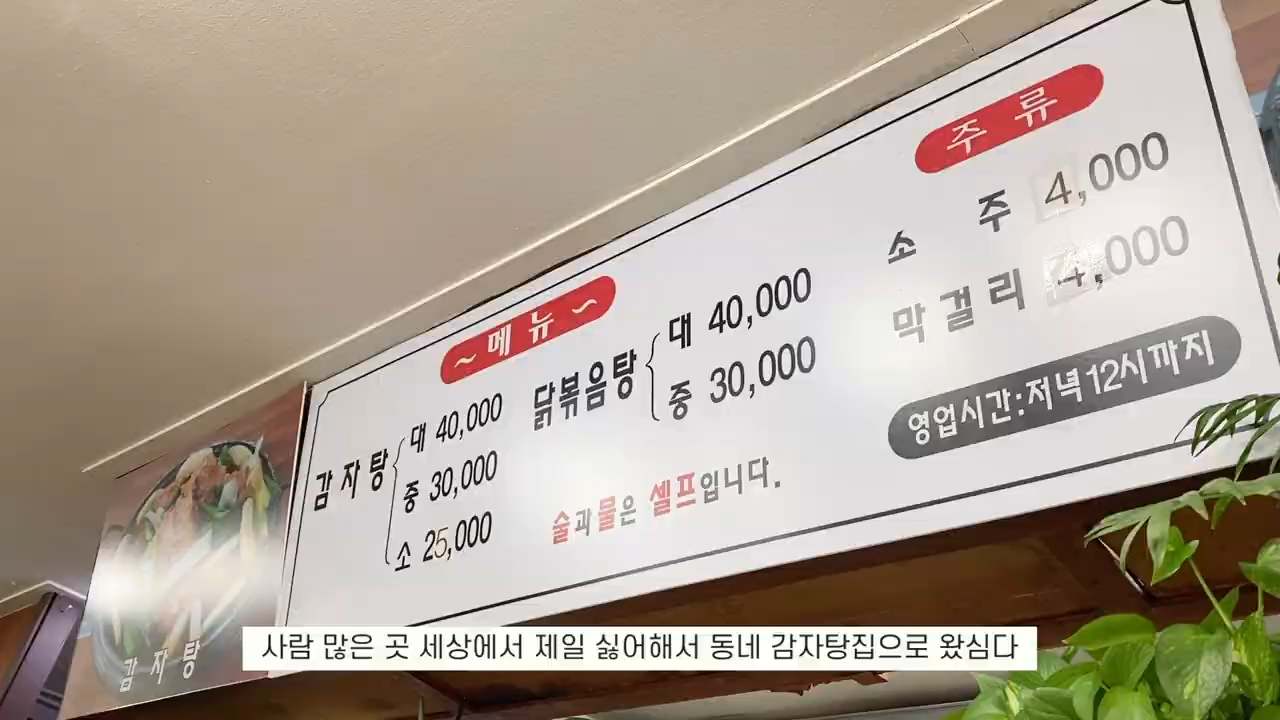 ~메뉴~
감자탕
대 40,000
중 30,000
소 25,000
닭볶음탕
대 40,000
중 30,000
술과 물은 셀프입니다.
주류
소주 4,000
막걸리 4,000
영업시간:저녁12시까지
감자탕
사람 많은 곳 세상에서 제일 싫어해서 동네 감자탕집으로 왔심다